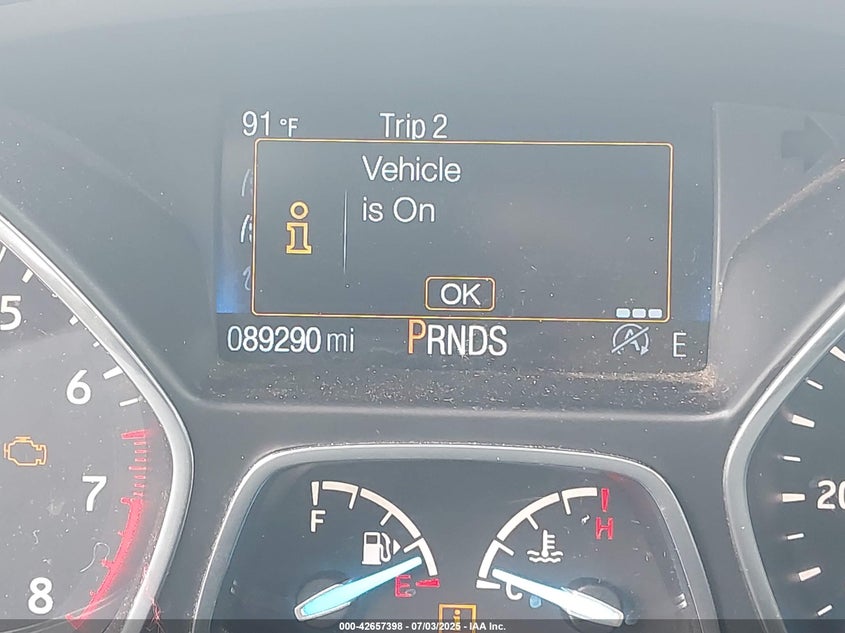 91 °F Trip 2
Vehicle
is On
i
OK
089290 mi PRNDS E
5
6
7
8
F
E
H
C
20
000-42657398 - 07/03/2025 - IAA Inc.